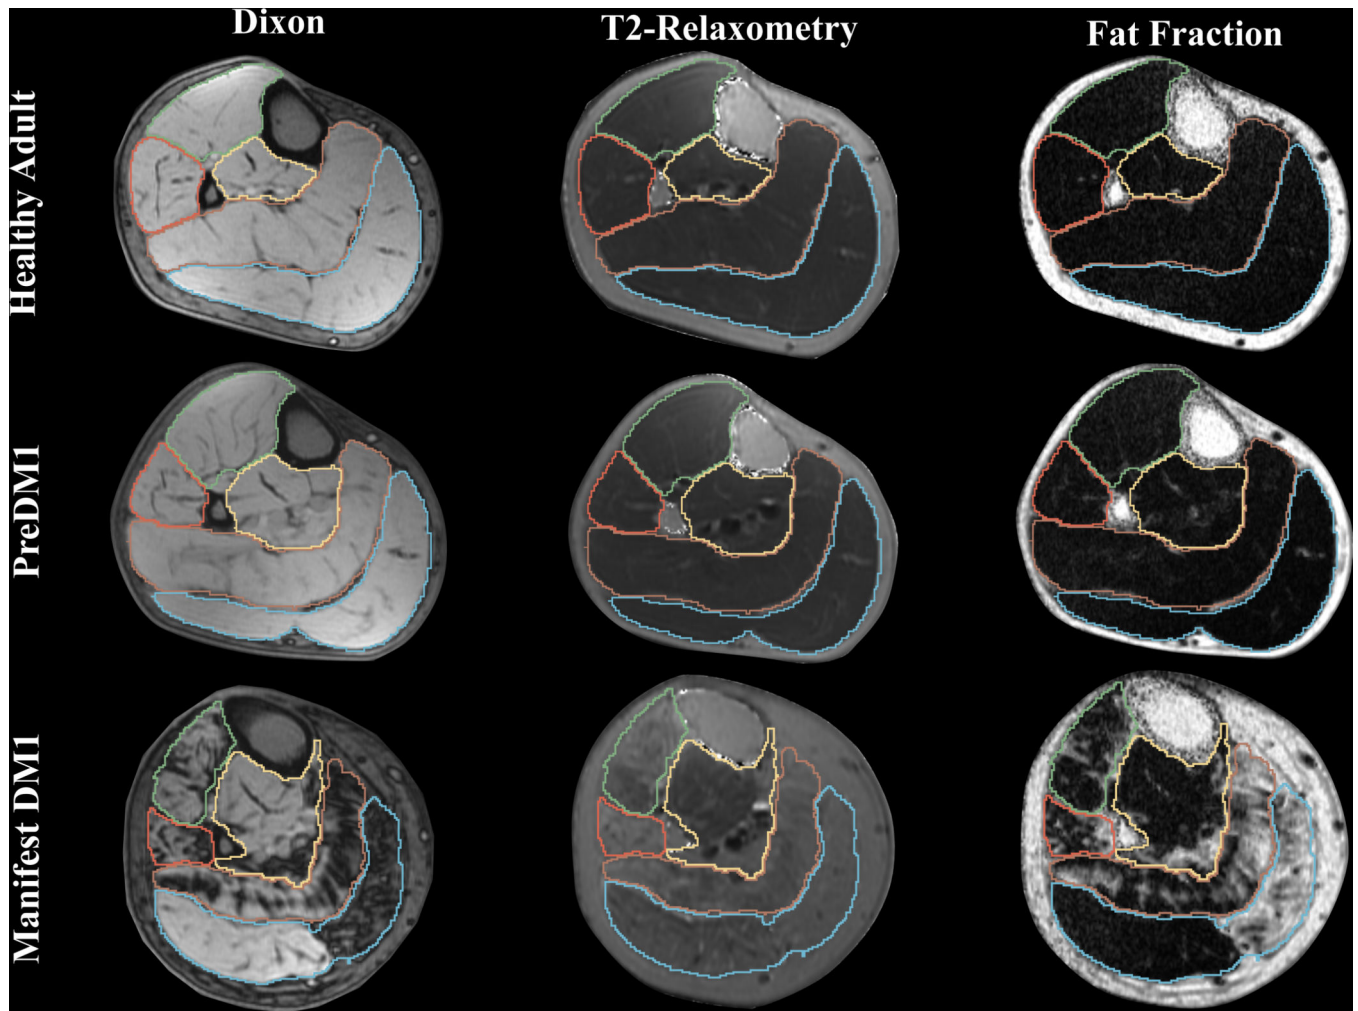 Dixon
T2-Relaxometry
Fat Fraction
Healthy Adult
PreDM1
Manifest DM1